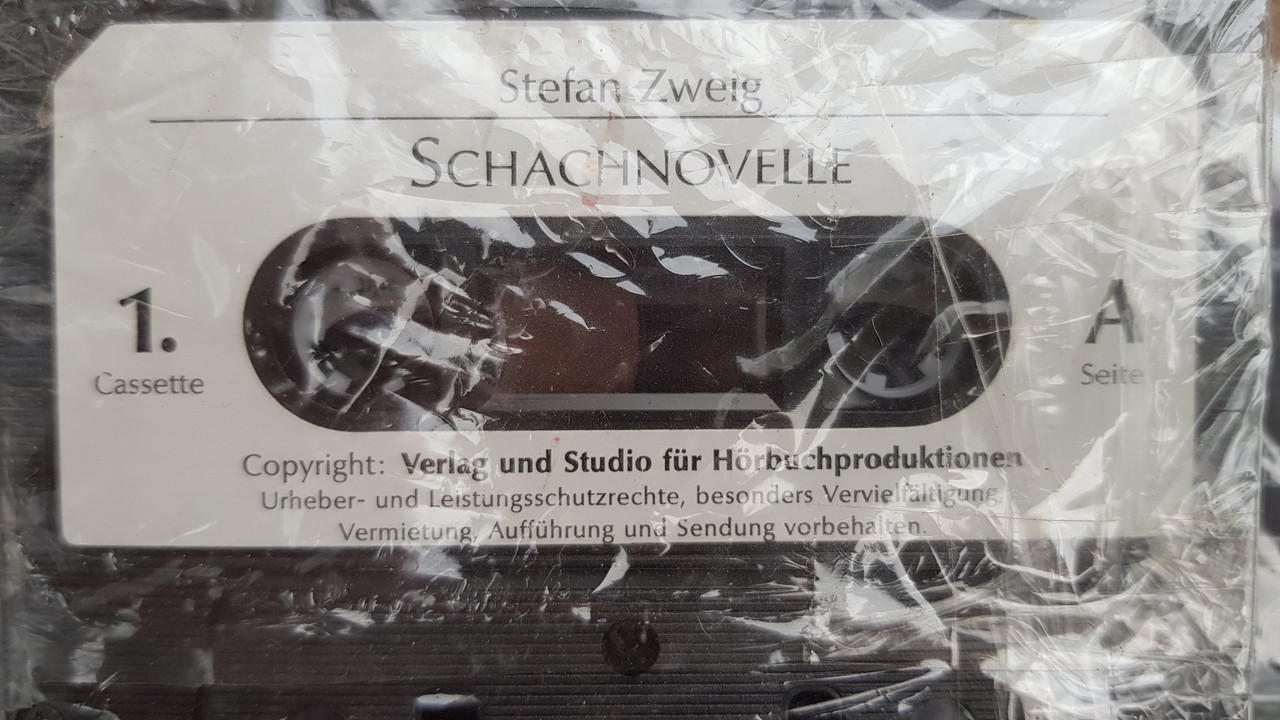 Stefan Zweig
SCHACHNOVELLE
1.
Cassette
A
Seite
Copyright: Verlag und Studio für Hörbuchproduktionen
Urheber- und Leistungsschutzrechte, besonders Vervielfältigung,
Vermietung, Aufführung und Sendung vorbehalten.